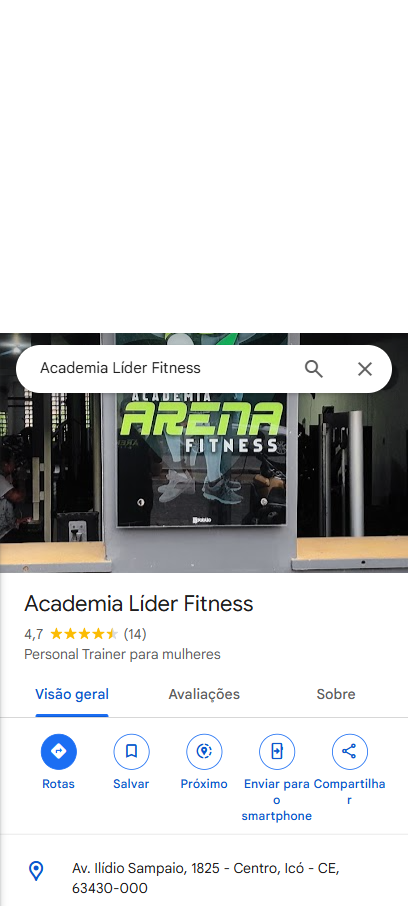 Academia Líder Fitness
ACADEMIA
ARENA
FITNESS
Academia Líder Fitness
4,7 (14)
Personal Trainer para mulheres
Visão geral
Avaliações
Sobre
Rotas
Salvar
Próximo
Enviar para
o
smartphone
Compartilha
r
Av. Ilídio Sampaio, 1825 - Centro, Icó - CE,
63430-000